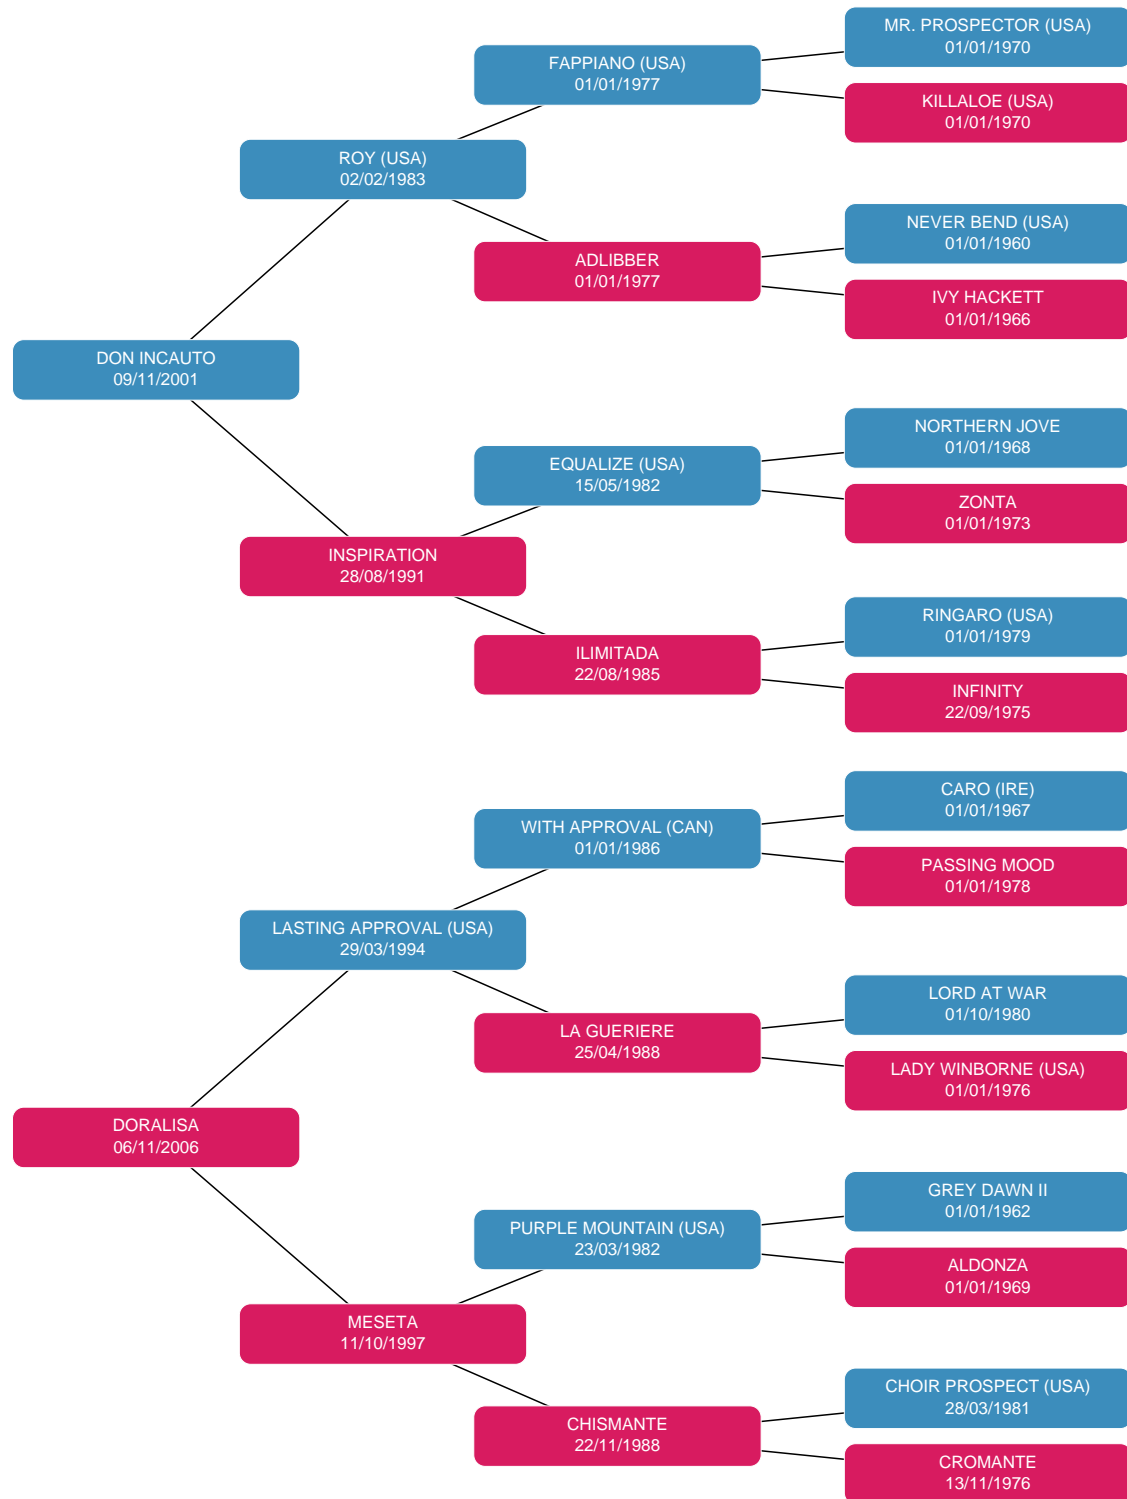 MR. PROSPECTOR (USA)
01/01/1970
FAPPIANO (USA)
01/01/1977
KILLALOE (USA)
01/01/1970
ROY (USA)
02/02/1983
NEVER BEND (USA)
01/01/1960
ADLIBBER
01/01/1977
IVY HACKETT
01/01/1966
DON INCAUTO
09/11/2001
NORTHERN JOVE
01/01/1968
EQUALIZE (USA)
15/05/1982
ZONTA
01/01/1973
INSPIRATION
28/08/1991
RINGARO (USA)
01/01/1979
ILIMITADA
22/08/1985
INFINITY
22/09/1975
CARO (IRE)
01/01/1967
WITH APPROVAL (CAN)
01/01/1986
PASSING MOOD
01/01/1978
LASTING APPROVAL (USA)
29/03/1994
LORD AT WAR
01/10/1980
LA GUERIERE
25/04/1988
LADY WINBORNE (USA)
01/01/1976
DORALISA
06/11/2006
GREY DAWN II
01/01/1962
PURPLE MOUNTAIN (USA)
23/03/1982
ALDONZA
01/01/1969
MESETA
11/10/1997
CHOIR PROSPECT (USA)
28/03/1981
CHISMANTE
22/11/1988
CROMANTE
13/11/1976